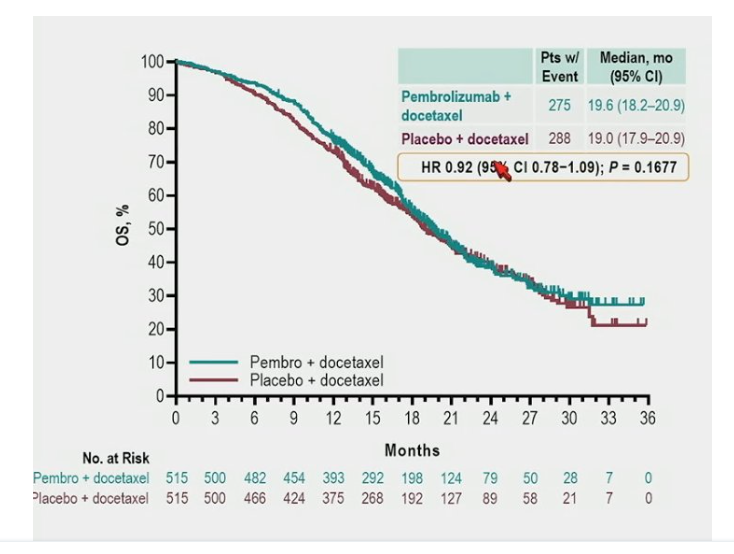 Pts w/ Median, mo
Event (95% CI)
Pembrolizumab +
docetaxel 275 19.6 (18.2–20.9)
Placebo + docetaxel 288 19.0 (17.9–20.9)
HR 0.92 (95% CI 0.78–1.09); P = 0.1677
100
90
80
70
60
50
40
30
20
10
0
OS, %
Pembro + docetaxel
Placebo + docetaxel
0 3 6 9 12 15 18 21 24 27 30 33 36
Months
No. at Risk
Pembro + docetaxel 515 500 482 454 393 292 198 124 79 50 28 7 0
Placebo + docetaxel 515 500 466 424 375 268 192 127 89 58 21 7 0